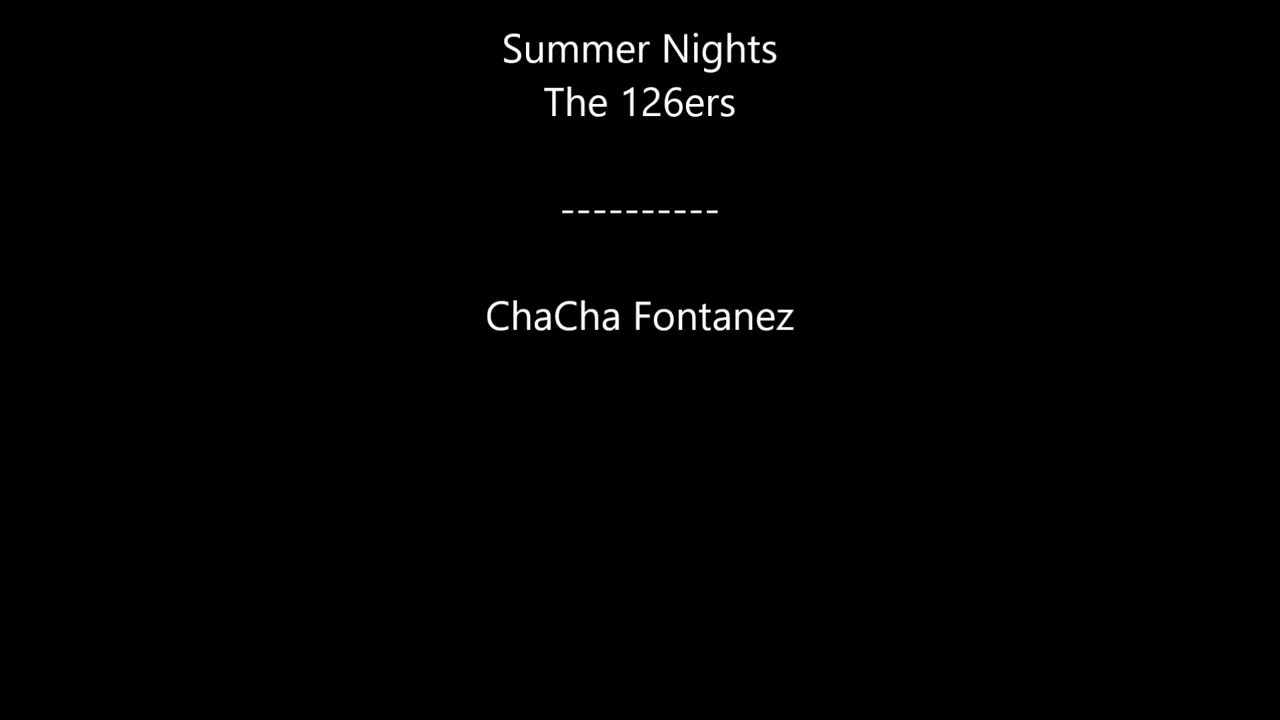 Summer Nights
The 126ers
----------
ChaCha Fontanez